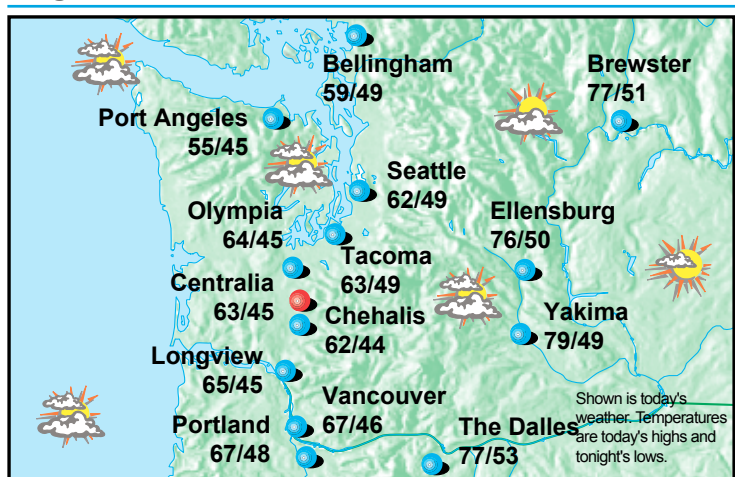 Bellingham
59/49
Brewster
77/51
Port Angeles
55/45
Seattle
62/49
Olympia
64/45
Ellensburg
76/50
Tacoma
63/49
Centralia
63/45
Chehalis
62/44
Yakima
79/49
Longview
65/45
Vancouver
67/46
Portland
67/48
The Dalles
77/53
Shown is today's
weather. Temperatures
are today's highs and
tonight's lows.